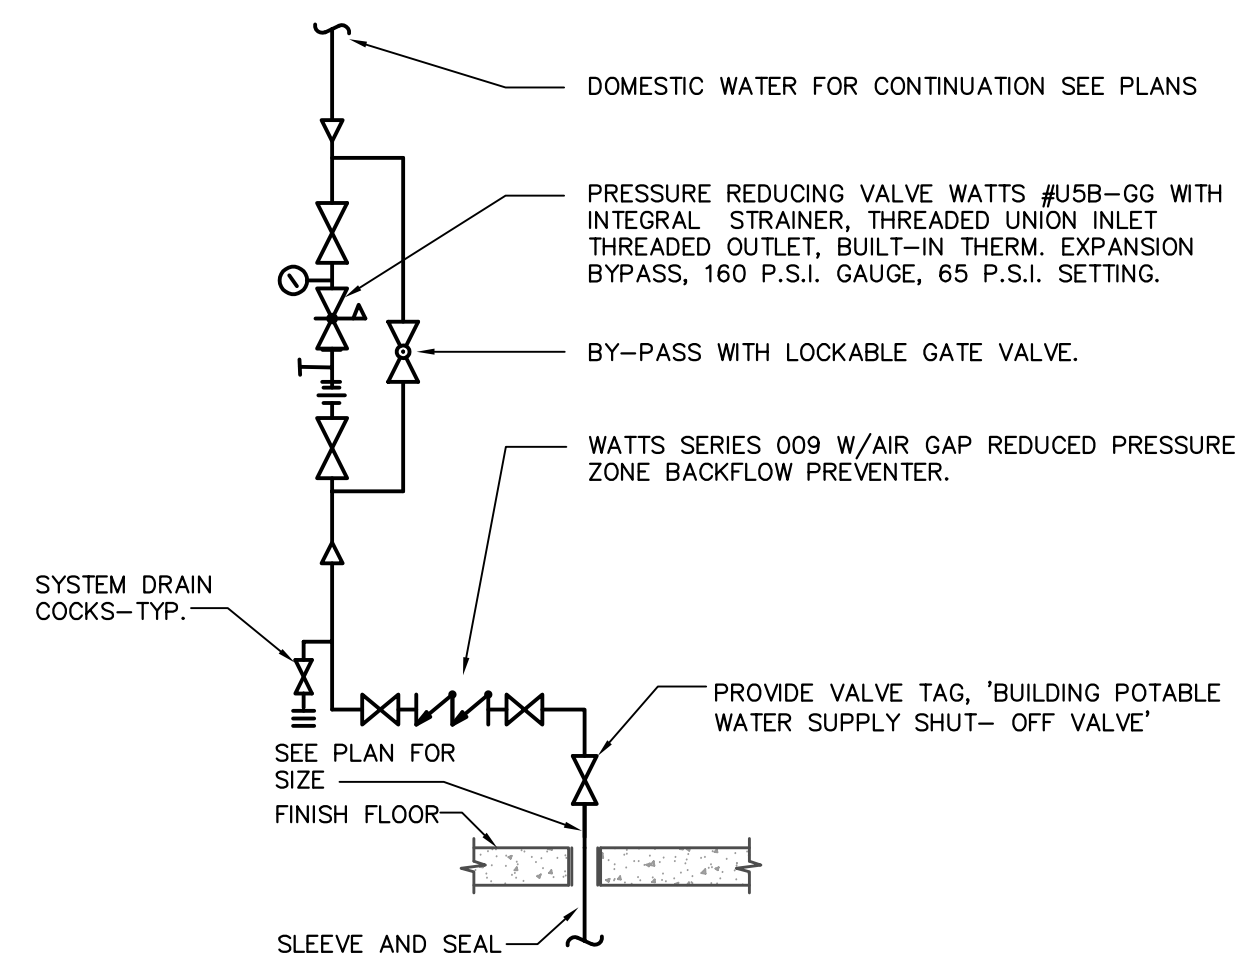 DOMESTIC WATER FOR CONTINUATION SEE PLANS
PRESSURE REDUCING VALVE WATTS #U5B-GG WITH
INTEGRAL STRAINER, THREADED UNION INLET
THREADED OUTLET, BUILT-IN THERM. EXPANSION
BYPASS, 160 P.S.I. GAUGE, 65 P.S.I. SETTING.
BY-PASS WITH LOCKABLE GATE VALVE.
WATTS SERIES 009 W/AIR GAP REDUCED PRESSURE
ZONE BACKFLOW PREVENTER.
SYSTEM DRAIN
COCKS-TYP.
PROVIDE VALVE TAG, 'BUILDING POTABLE
WATER SUPPLY SHUT- OFF VALVE'
SEE PLAN FOR
SIZE
FINISH FLOOR
SLEEVE AND SEAL